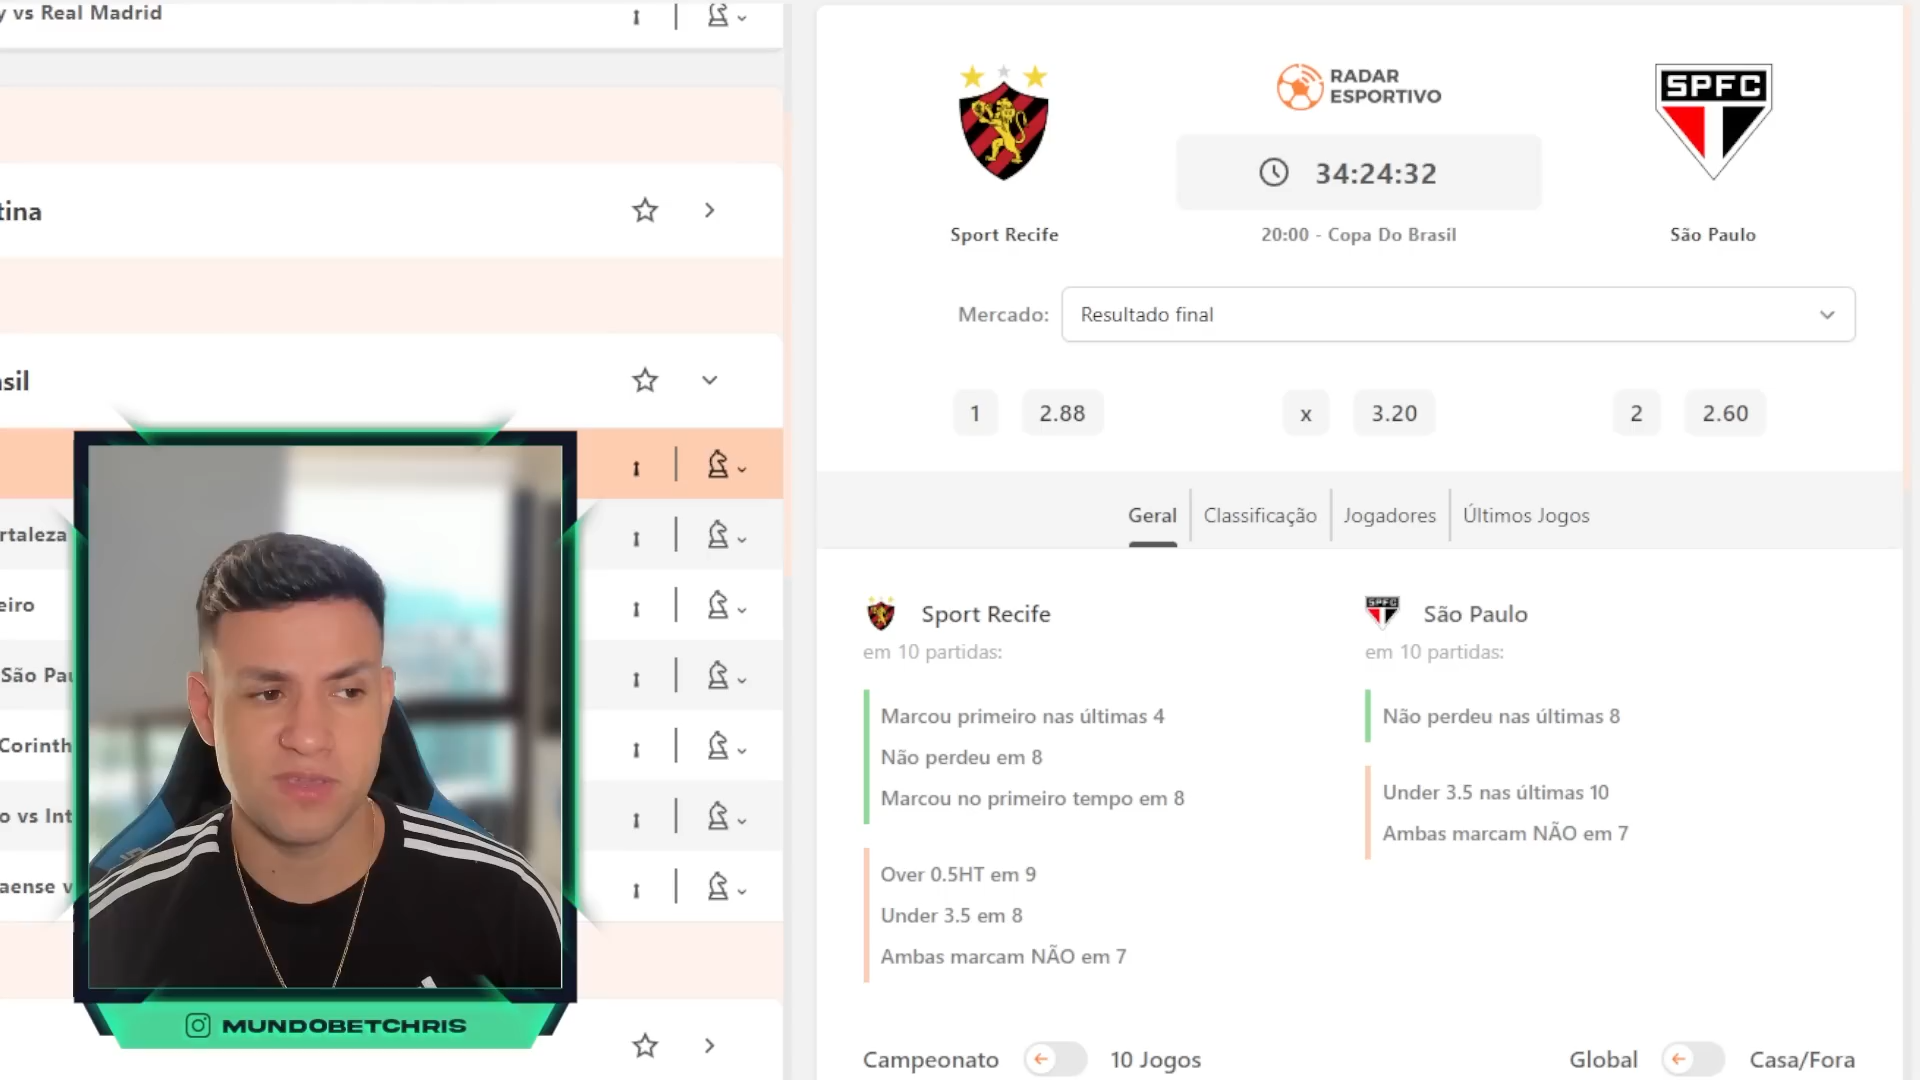 y vs Real Madrid
tina
sil
rtaleza
eiro
São Pau
Corinth
o vs Int
aense v
MUNDOBETCHRIS
RADAR
ESPORTIVO
SPFC
34:24:32
Sport Recife
20:00 - Copa Do Brasil
São Paulo
Mercado:
Resultado final
1
2.88
x
3.20
2
2.60
Geral
Classificação
Jogadores
Últimos Jogos
Sport Recife
em 10 partidas:
Marcou primeiro nas últimas 4
Não perdeu em 8
Marcou no primeiro tempo em 8
Over 0.5HT em 9
Under 3.5 em 8
Ambas marcam NÃO em 7
SPFC
São Paulo
em 10 partidas:
Não perdeu nas últimas 8
Under 3.5 nas últimas 10
Ambas marcam NÃO em 7
Campeonato
10 Jogos
Global
Casa/Fora